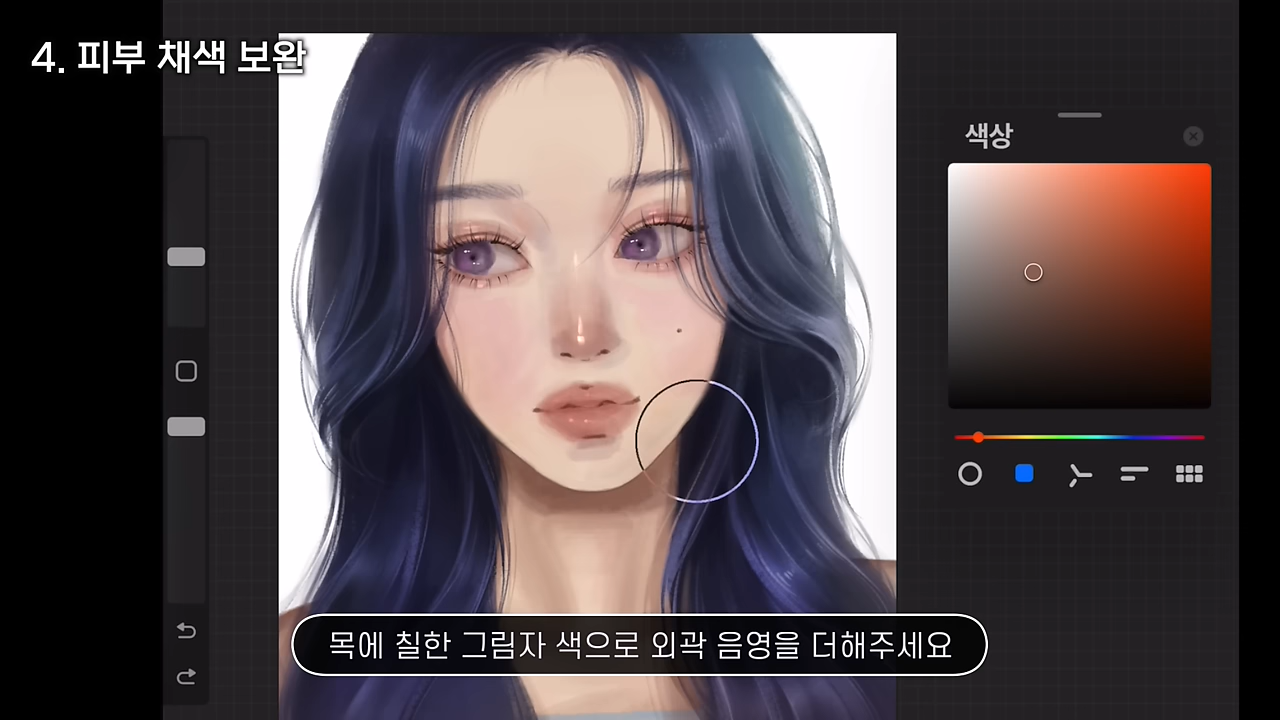 4. 피부 채색 보완
색상
목에 칠한 그림자 색으로 외곽 음영을 더해주세요